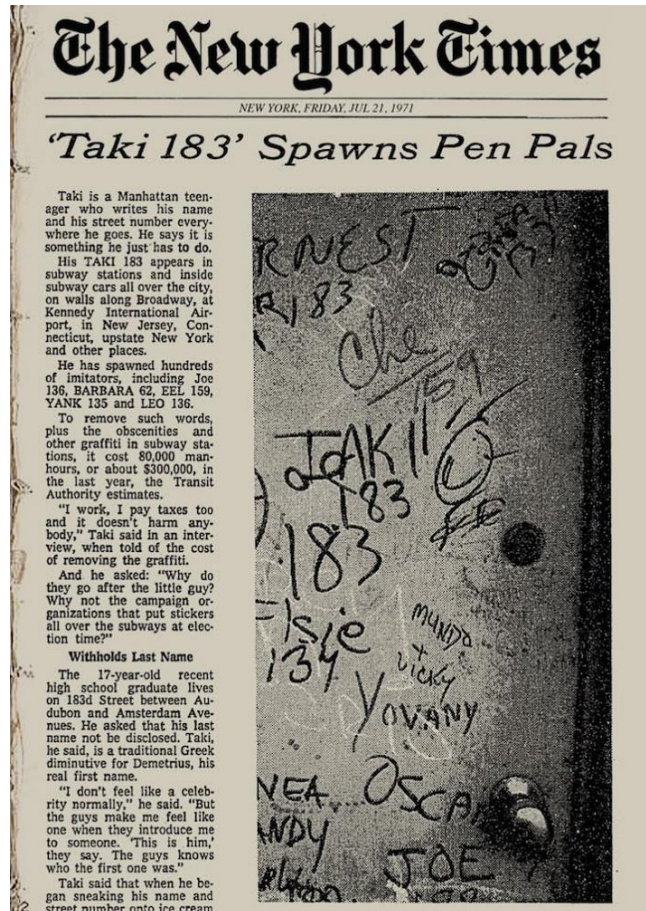 The New York Times
NEW YORK, FRIDAY, JUL 21, 1971
‘Taki 183’ Spawns Pen Pals
Taki is a Manhattan teen-
ager who writes his name
and his street number every-
where he goes. He says it is
something he just has to do.
His TAKI 183 appears in
subway stations and inside
subway cars all over the city,
on walls along Broadway, at
Kennedy International Air-
port, in New Jersey, Con-
necticut, upstate New York
and other places.
He has spawned hundreds
of imitators, including Joe
136, BARBARA 62, EEL 159,
YANK 135 and LEO 136.
To remove such words,
plus the obscenities and
other graffiti in subway sta-
tions, it cost 80,000 man-
hours, or about $300,000, in
the last year, the Transit
Authority estimates.
"I work, I pay taxes too
and it doesn't harm any-
body," Taki said in an inter-
view, when told of the cost
of removing the graffiti.
And he asked: "Why do
they go after the little guy?
Why not the campaign or-
ganizations that put stickers
all over the subways at elec-
tion time?"
Withholds Last Name
The 17-year-old recent
high school graduate lives
on 183d Street between Au-
dubon and Amsterdam Ave-
nues. He asked that his last
name not be disclosed. Taki,
he said, is a traditional Greek
diminutive for Demetrius, his
real first name.
"I don't feel like a celeb-
rity normally," he said. "But
the guys make me feel like
one when they introduce me
to someone. 'This is him,'
they say. The guys knows
who the first one was."
Taki said that when he be-
gan sneaking his name and
street number onto ice cream
RNEST
183
Che
159
TAKI
183
183
lsie
134
MUNDO
+
VICKY
YOVANY
NEA
OSCA
NDY
JOE